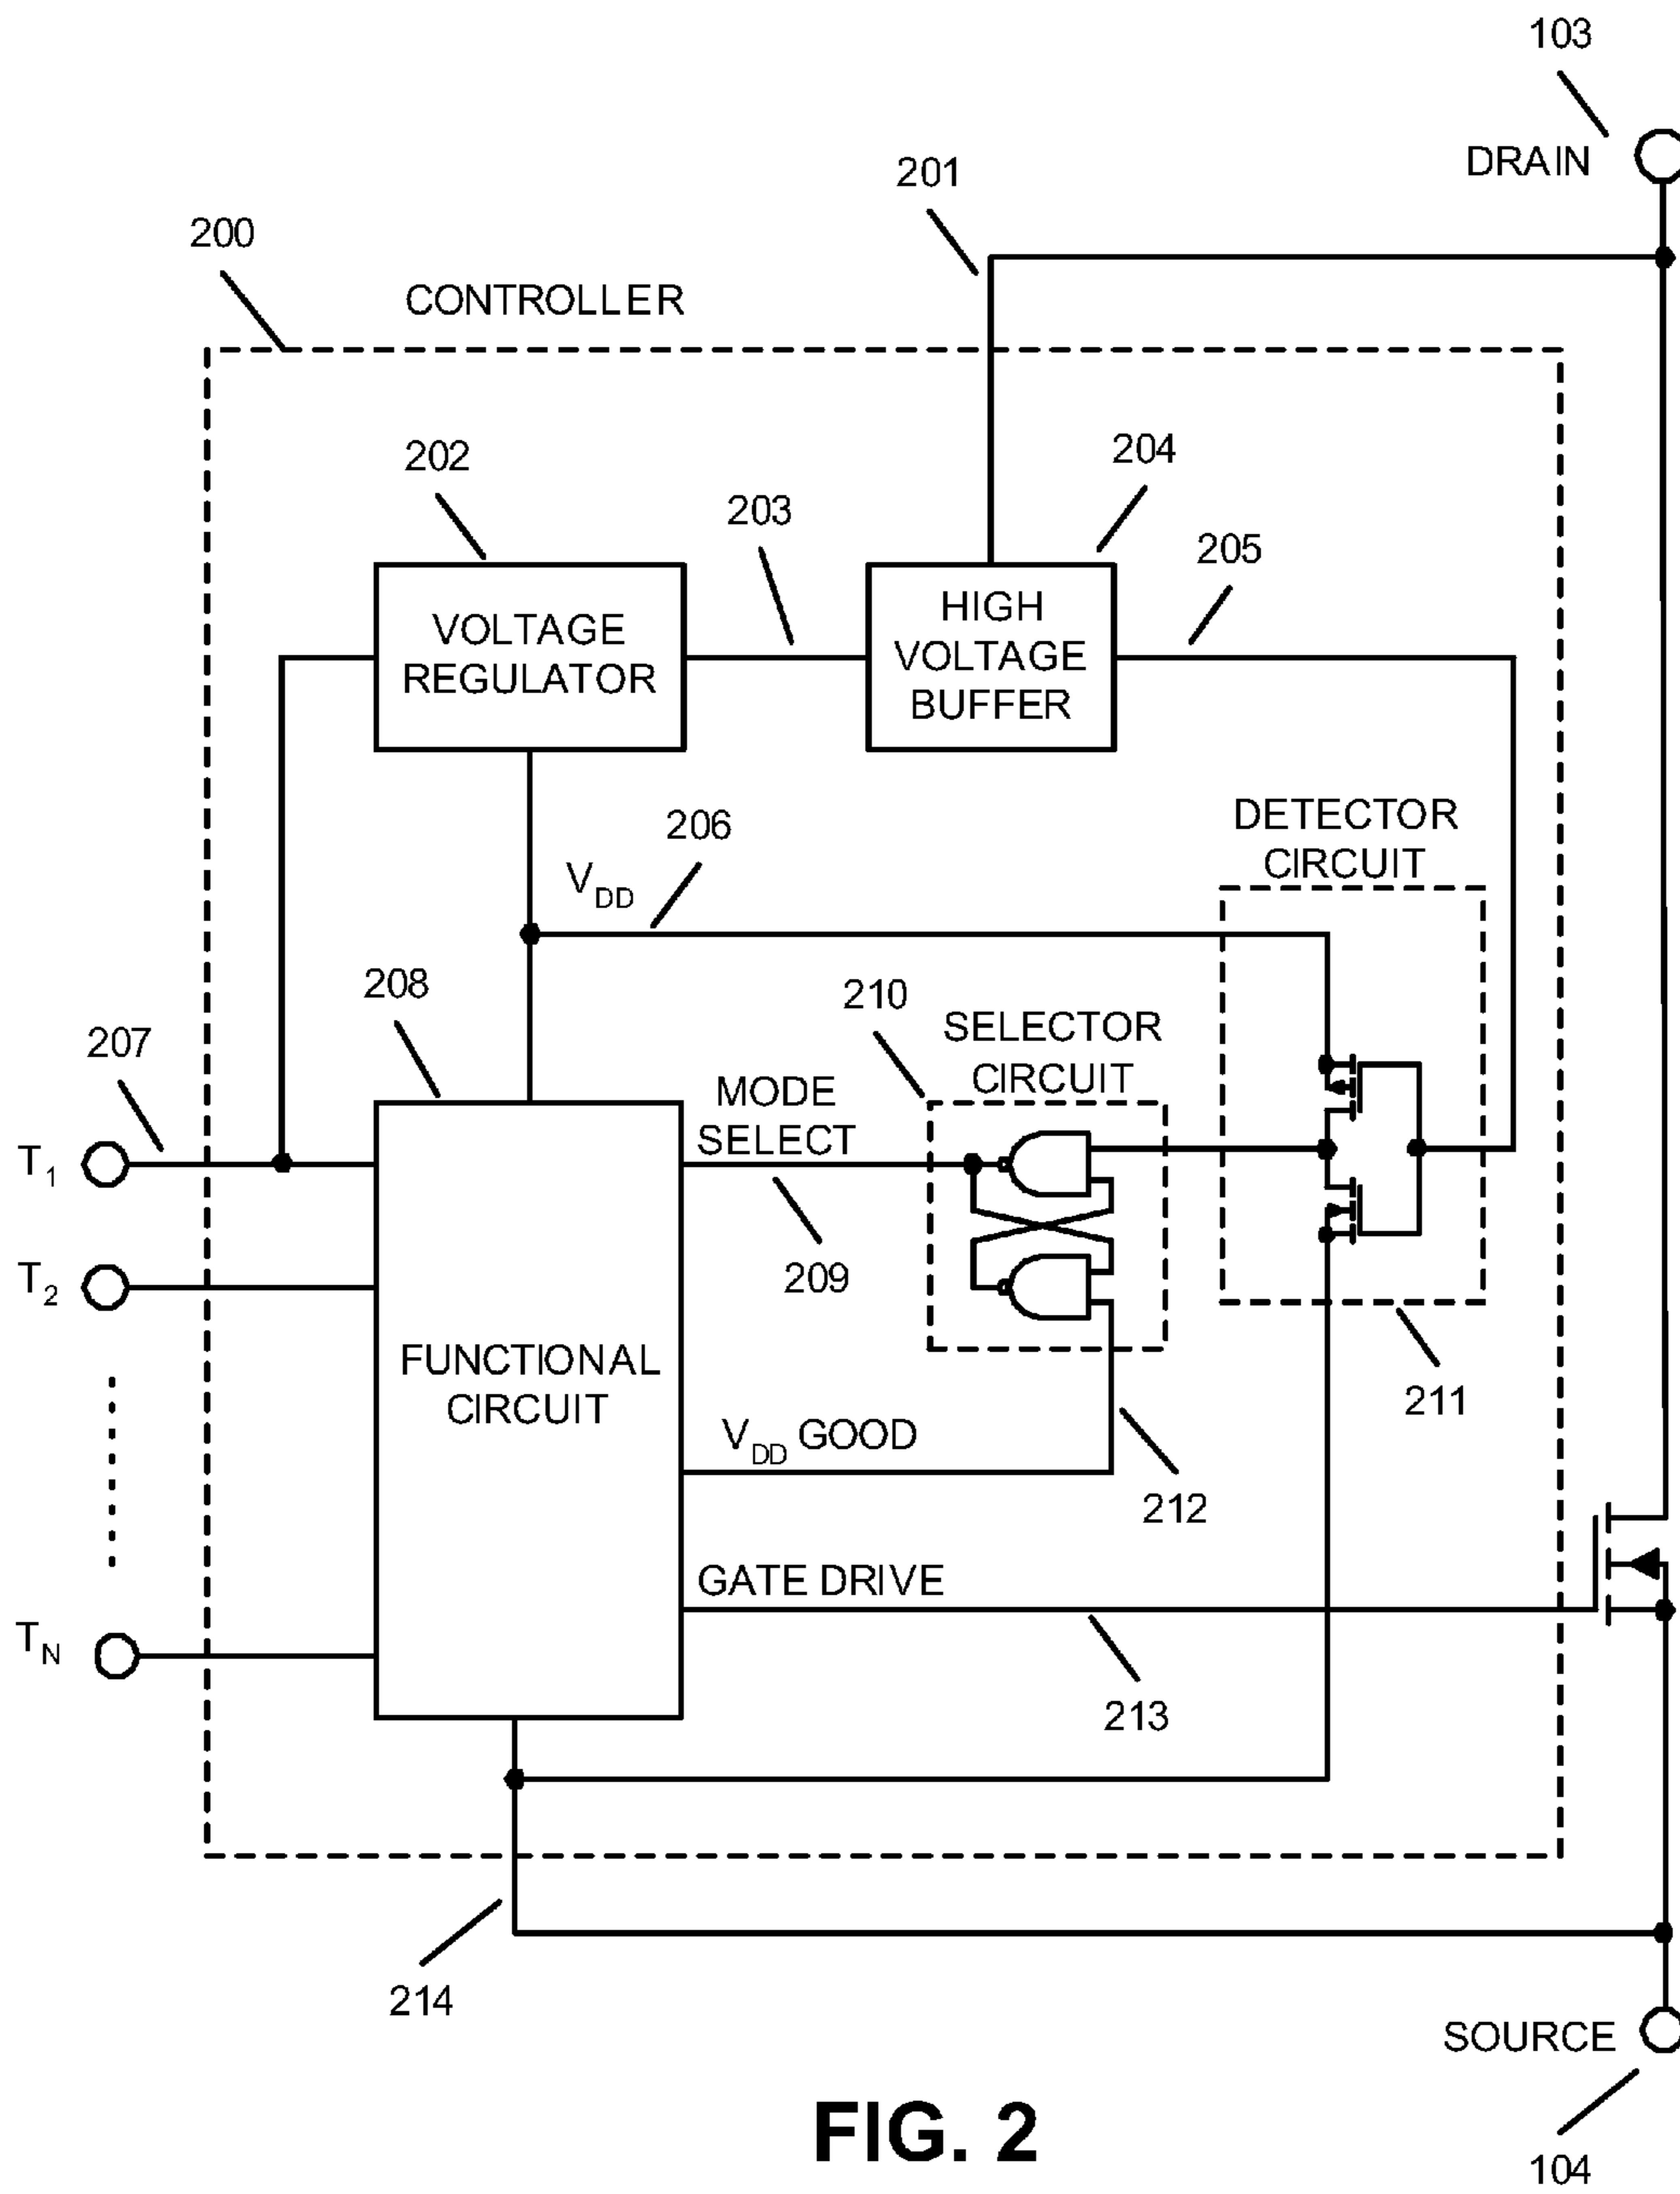 103
DRAIN
201
200
CONTROLLER
202
204
203
205
VOLTAGE
REGULATOR
HIGH
VOLTAGE
BUFFER
DETECTOR
CIRCUIT
206
VDD
208
210
SELECTOR
CIRCUIT
207
MODE
SELECT
T1
209
T2
FUNCTIONAL
CIRCUIT
211
VDD GOOD
212
GATE DRIVE
TN
213
214
SOURCE
FIG. 2
104